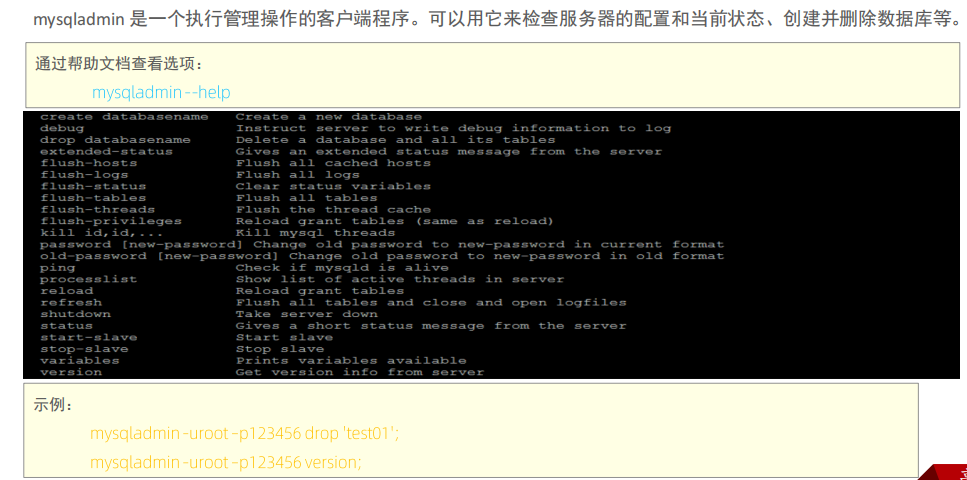 mysqladmin 是一个执行管理操作的客户端程序。可以用它来检查服务器的配置和当前状态、创建并删除数据库等。
通过帮助文档查看选项：
mysqladmin --help
create databasename Create a new database
debug Instruct server to write debug information to log
drop databasename Delete a database and all its tables
extended-status Gives an extended status message from the server
flush-hosts Flush all cached hosts
flush-logs Flush all logs
flush-status Clear status variables
flush-tables Flush all tables
flush-threads Flush the thread cache
flush-privileges Reload grant tables (same as reload)
kill id,id,... Kill mysql threads
password [new-password] Change old password to new-password in current format
old-password [new-password] Change old password to new-password in old format
ping Check if mysqld is alive
processlist Show list of active threads in server
reload Reload grant tables
refresh Flush all tables and close and open logfiles
shutdown Take server down
status Gives a short status message from the server
start-slave Start slave
stop-slave Stop slave
variables Prints variables available
version Get version info from server
示例：
mysqladmin -uroot -p123456 drop 'test01';
mysqladmin -uroot -p123456 version;